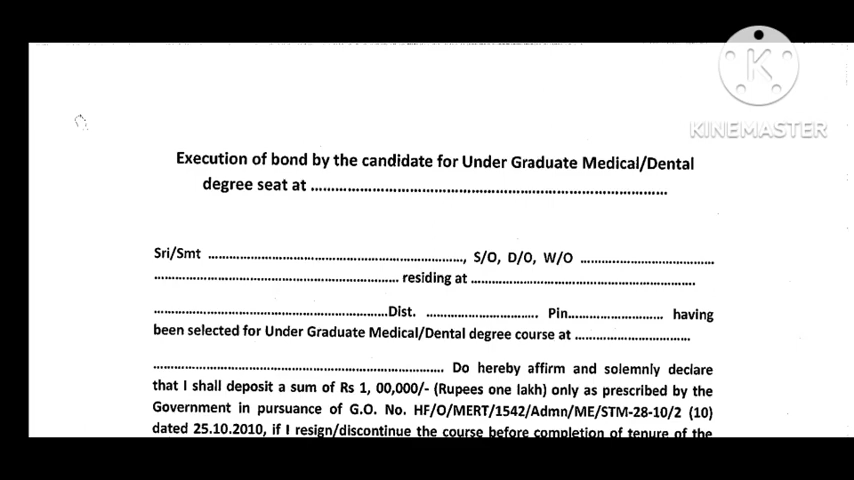 K
KINEMASTER
Execution of bond by the candidate for Under Graduate Medical/Dental
degree seat at ................................................................................
Sri/Smt ..........................................................., S/O, D/O, W/O ...............................
......................................................... residing at ....................................................
.......................................................Dist. .......................... Pin...................... having
been selected for Under Graduate Medical/Dental degree course at ...........................
.................................................................... Do hereby affirm and solemnly declare
that I shall deposit a sum of Rs 1, 00,000/- (Rupees one lakh) only as prescribed by the
Government in pursuance of G.O. No. HF/O/MERT/1542/Admn/ME/STM-28-10/2 (10)
dated 25.10.2010, if I resign/discontinue the course before completion of tenure of the